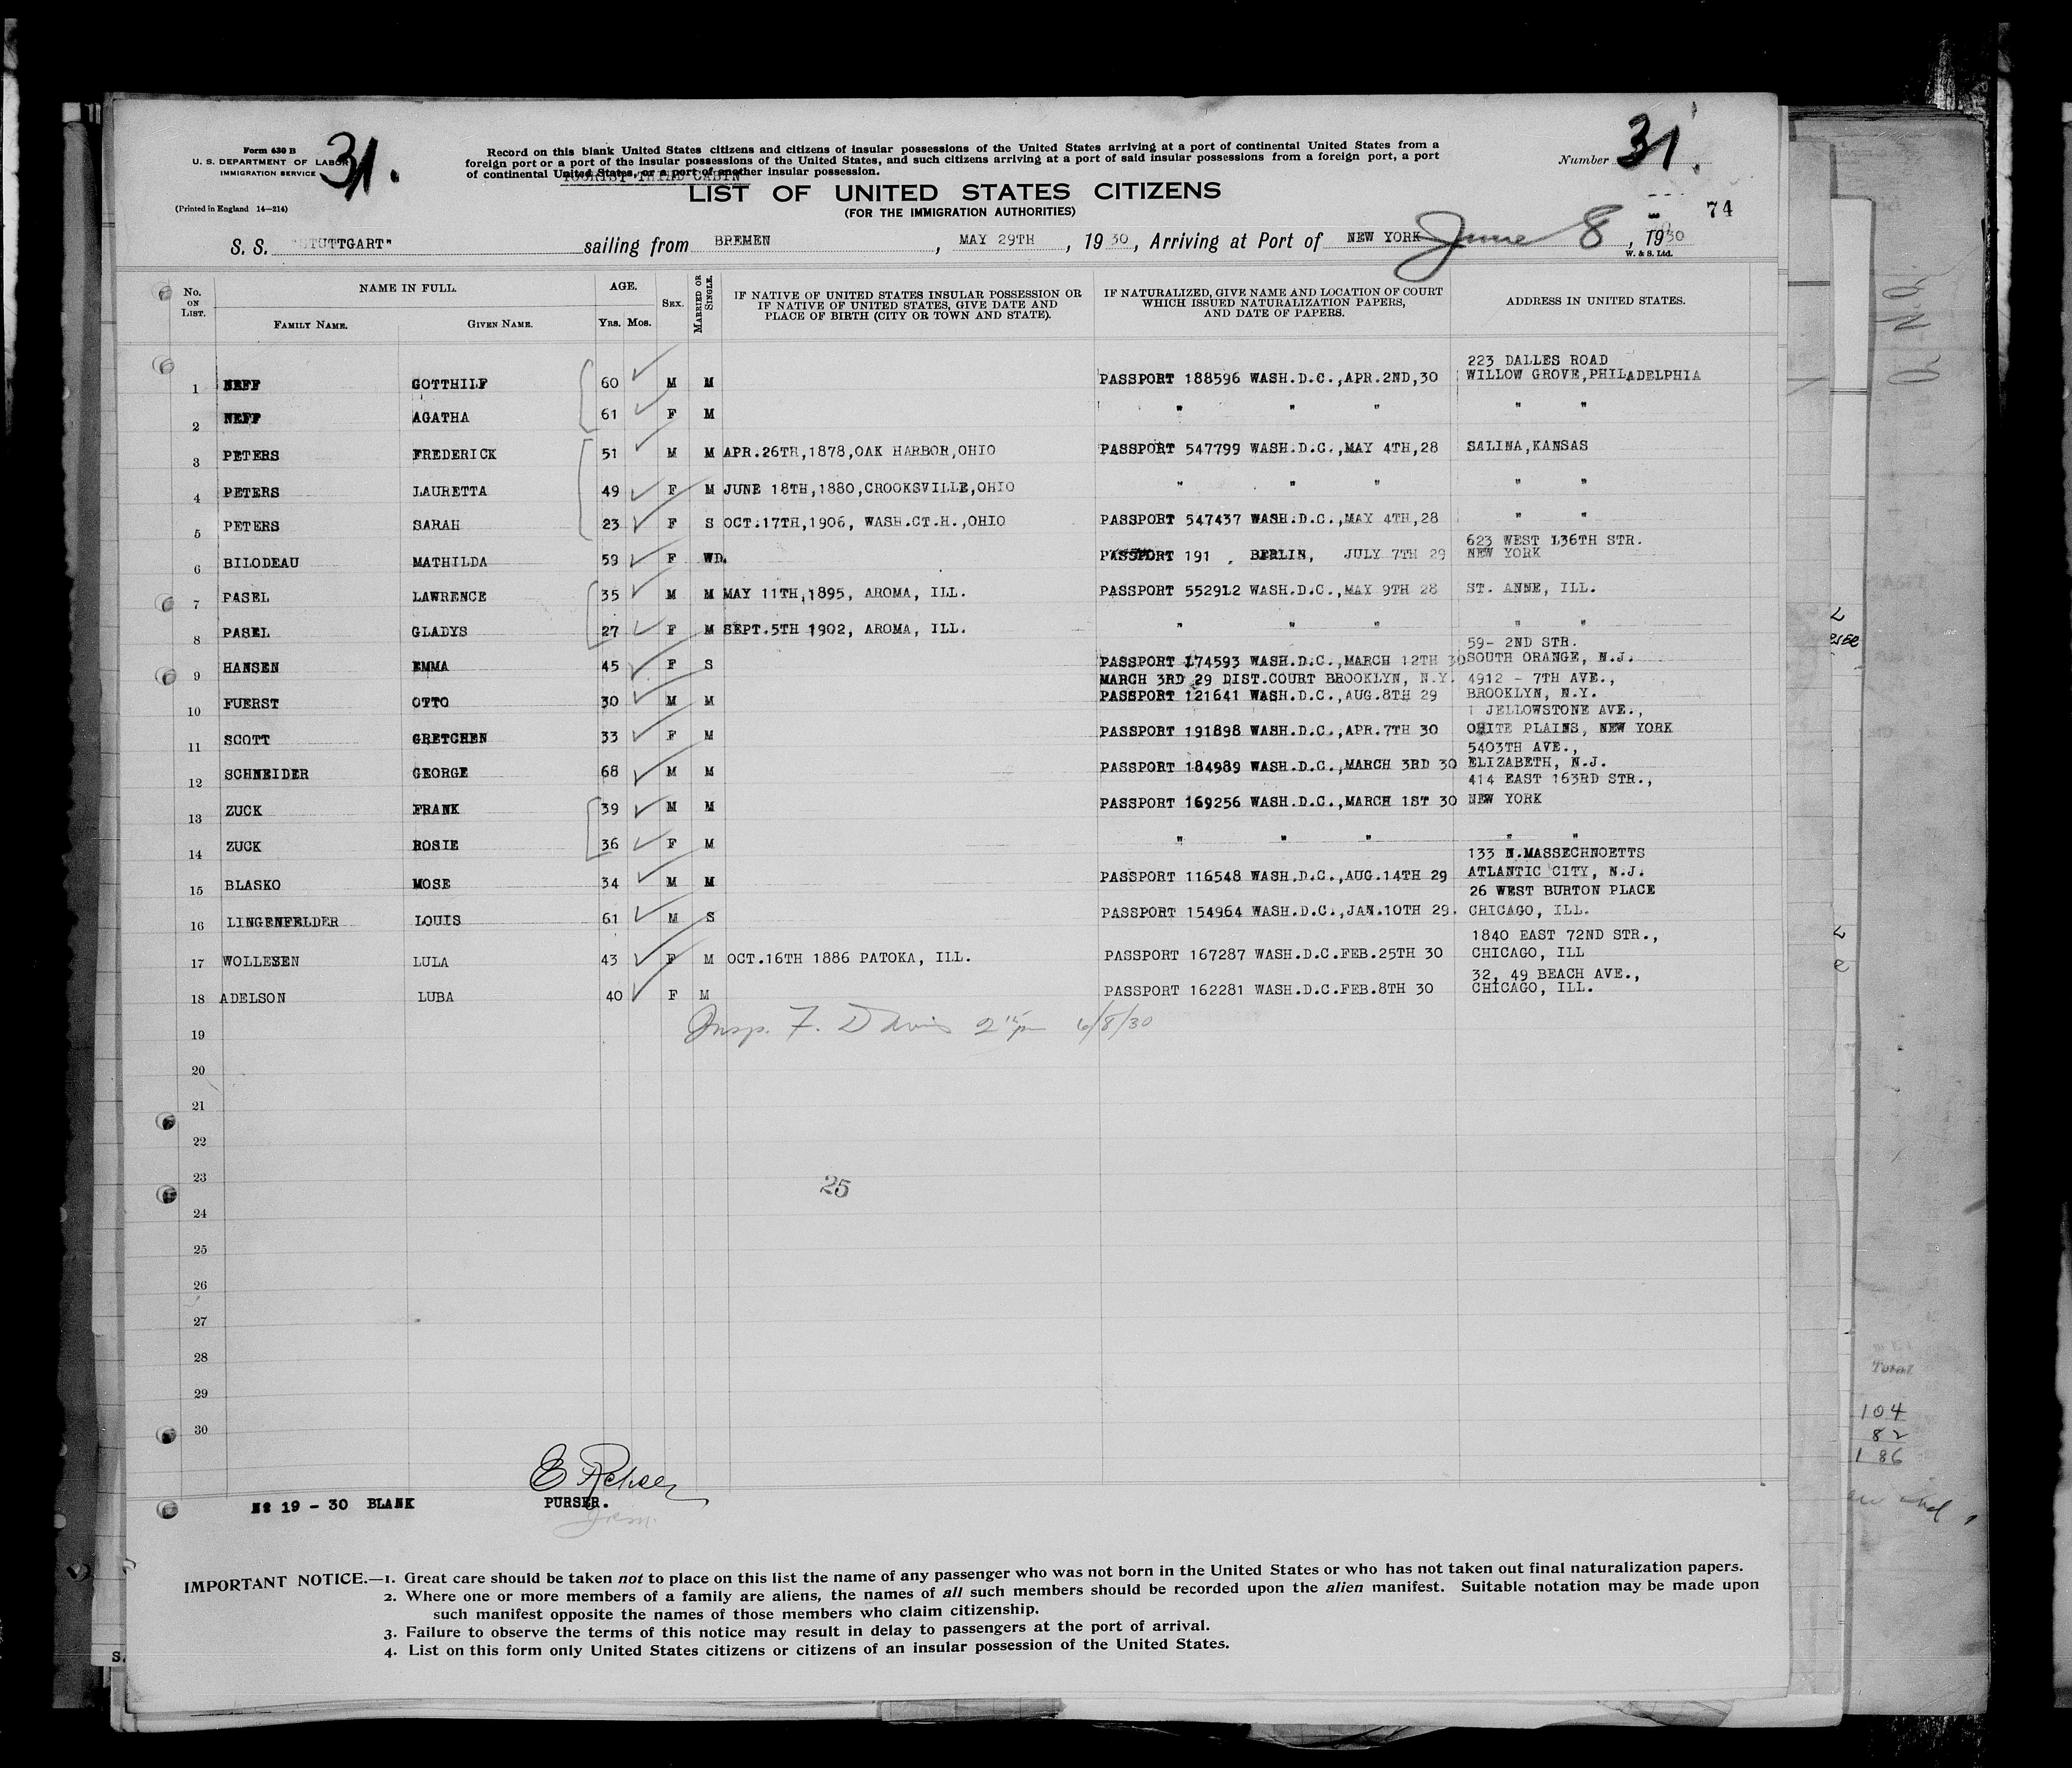 Form 630 B
U. S. DEPARTMENT OF LABOR
IMMIGRATION SERVICE
31.
(Printed in England 14—214)
Record on this blank United States citizens and citizens of insular possessions of the United States arriving at a port of continental United States from a
foreign port or a port of the insular possessions of the United States, and such citizens arriving at a port of said insular possessions from a foreign port, a port
of continental United States, or a port of another insular possession.
Number 31.
TOURIST THIRD CABIN
LIST OF UNITED STATES CITIZENS
(FOR THE IMMIGRATION AUTHORITIES)
74
S. S. "STUTTGART" sailing from BREMEN, MAY 29TH, 1930, Arriving at Port of NEW YORK June 8, 1930
W. & S. Ltd.
No. ON LIST. NAME IN FULL. AGE. SEX. MARRIED OR SINGLE. IF NATIVE OF UNITED STATES INSULAR POSSESSION OR IF NATIVE OF UNITED STATES, GIVE DATE AND PLACE OF BIRTH (CITY OR TOWN AND STATE). IF NATURALIZED, GIVE NAME AND LOCATION OF COURT WHICH ISSUED NATURALIZATION PAPERS, AND DATE OF PAPERS. ADDRESS IN UNITED STATES.
FAMILY NAME. GIVEN NAME. Yrs. Mos.
223 DALLES ROAD
1 NEFF GOTTHILF 60 M M PASSPORT 188596 WASH.D.C.,APR.2ND,30 WILLOW GROVE,PHILADELPHIA
2 NEFF AGATHA 61 F M " " " " "
3 PETERS FREDERICK 51 M M APR.26TH,1878,OAK HARBOR,OHIO PASSPORT 547799 WASH.D.C.,MAY 4TH,28 SALINA,KANSAS
4 PETERS LAURETTA 49 F M JUNE 18TH,1880,CROOKSVILLE,OHIO " " " " "
5 PETERS SARAH 23 F S OCT.17TH,1906, WASH.CT.H.,OHIO PASSPORT 547437 WASH.D.C.,MAY 4TH,28 " "
623 WEST 136TH STR.
6 BILODEAU MATHILDA 59 F WD. PASSPORT 191 , BERLIN, JULY 7TH 29 NEW YORK
7 PASEL LAWRENCE 35 M M MAY 11TH,1895, AROMA, ILL. PASSPORT 552912 WASH.D.C.,MAY 9TH 28 ST. ANNE, ILL.
8 PASEL GLADYS 27 F M SEPT.5TH 1902, AROMA, ILL. " " " " "
59- 2ND STR.
9 HANSEN EMMA 45 F S PASSPORT 174593 WASH.D.C.,MARCH 12TH 30 SOUTH ORANGE, N.J.
MARCH 3RD 29 DIST.COURT BROOKLYN, N.Y. 4912 - 7TH AVE.,
10 FUERST OTTO 30 M M PASSPORT 121641 WASH.D.C.,AUG.8TH 29 BROOKLYN, N.Y.
1 JELLOWSTONE AVE.,
11 SCOTT GRETCHEN 33 F M PASSPORT 191898 WASH.D.C.,APR.7TH 30 OHITE PLAINS, NEW YORK
5403TH AVE.,
12 SCHNEIDER GEORGE 68 M M PASSPORT 184989 WASH.D.C.,MARCH 3RD 30 ELIZABETH, N.J.
414 EAST 163RD STR.,
13 ZUCK FRANK 39 M M PASSPORT 169256 WASH.D.C.,MARCH 1ST 30 NEW YORK
14 ZUCK ROSIE 36 F M " " " " "
133 N.MASSECHNOETTS
15 BLASKO MOSE 34 M M PASSPORT 116548 WASH.D.C.,AUG.14TH 29 ATLANTIC CITY, N.J.
26 WEST BURTON PLACE
16 LINGENFELDER LOUIS 61 M S PASSPORT 154964 WASH.D.C.,JAN.10TH 29. CHICAGO, ILL.
1840 EAST 72ND STR.,
17 WOLLESEN LULA 43 F M OCT.16TH 1886 PATOKA, ILL. PASSPORT 167287 WASH.D.C.FEB.25TH 30 CHICAGO, ILL
32, 49 BEACH AVE.,
18 ADELSON LUBA 40 F M PASSPORT 162281 WASH.D.C.FEB.8TH 30 CHICAGO, ILL.
19 Insp. F. Davis 6/8/30
20
21
22
23
25
24
25
26
27
28
29
30
Total
104
82
186
Nº 19 - 30 BLANK
PURSER.
IMPORTANT NOTICE.—1. Great care should be taken not to place on this list the name of any passenger who was not born in the United States or who has not taken out final naturalization papers.
2. Where one or more members of a family are aliens, the names of all such members should be recorded upon the alien manifest. Suitable notation may be made upon
such manifest opposite the names of those members who claim citizenship.
3. Failure to observe the terms of this notice may result in delay to passengers at the port of arrival.
4. List on this form only United States citizens or citizens of an insular possession of the United States.